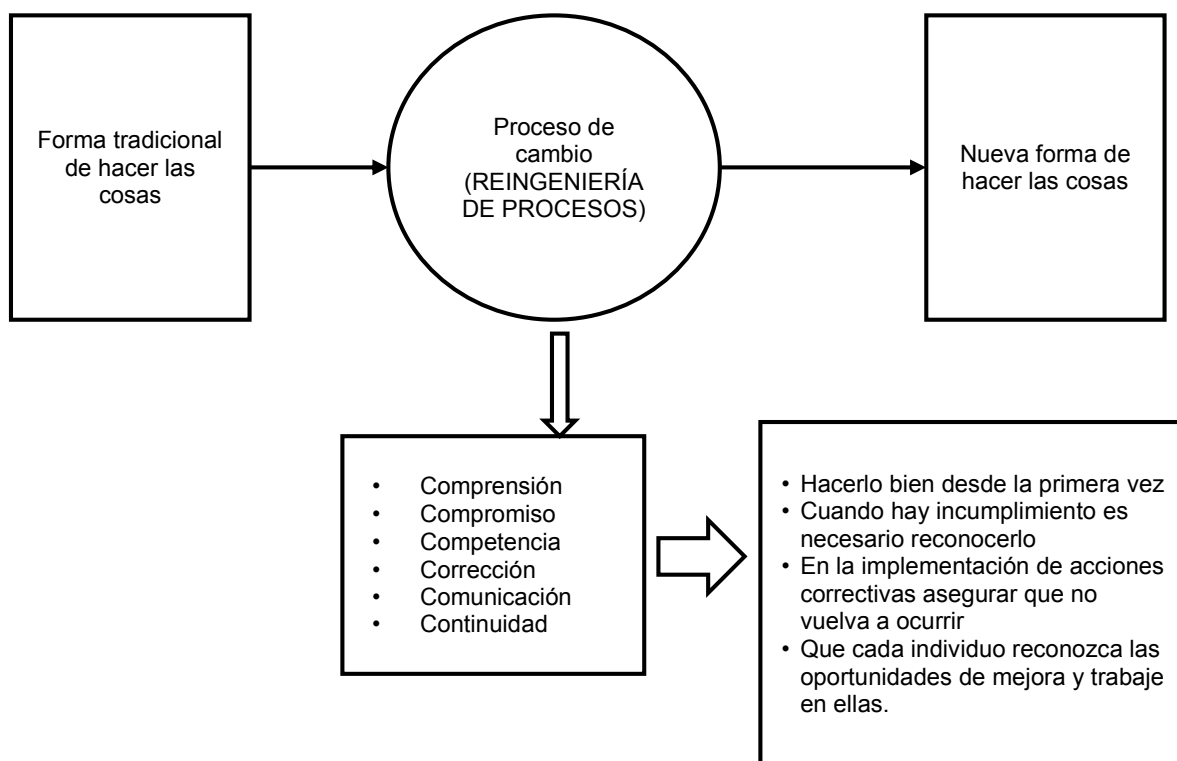 Forma tradicional
de hacer las
cosas
Proceso de
cambio
(REINGENIERÍA
DE PROCESOS)
Nueva forma de
hacer las cosas
• Comprensión
• Compromiso
• Competencia
• Corrección
• Comunicación
• Continuidad
• Hacerlo bien desde la primera vez
• Cuando hay incumplimiento es
necesario reconocerlo
• En la implementación de acciones
correctivas asegurar que no
vuelva a ocurrir
• Que cada individuo reconozca las
oportunidades de mejora y trabaje
en ellas.